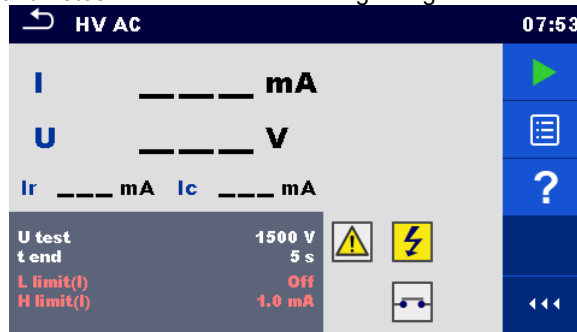 HV AC 07:53
I ___ mA
U ___ V
Ir ___ mA Ic ___ mA
?
U test 1500 V
t end 5 s
L limit(I) Off
H limit(I) 1.0 mA